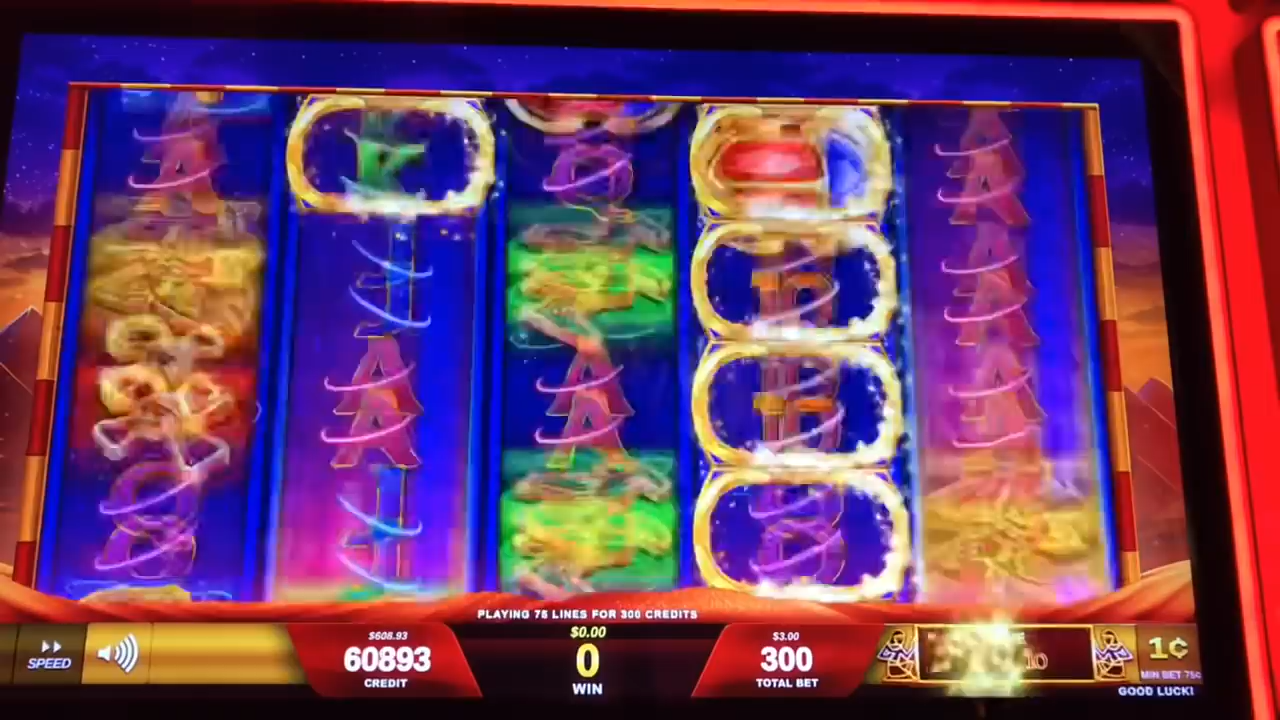 K
A
A
A
A
A
A
PLAYING 75 LINES FOR 300 CREDITS
SPEED
$608.93
60893
CREDIT
$0.00
0
WIN
$3.00
300
TOTAL BET
10
1¢
MIN BET 75¢
GOOD LUCK!